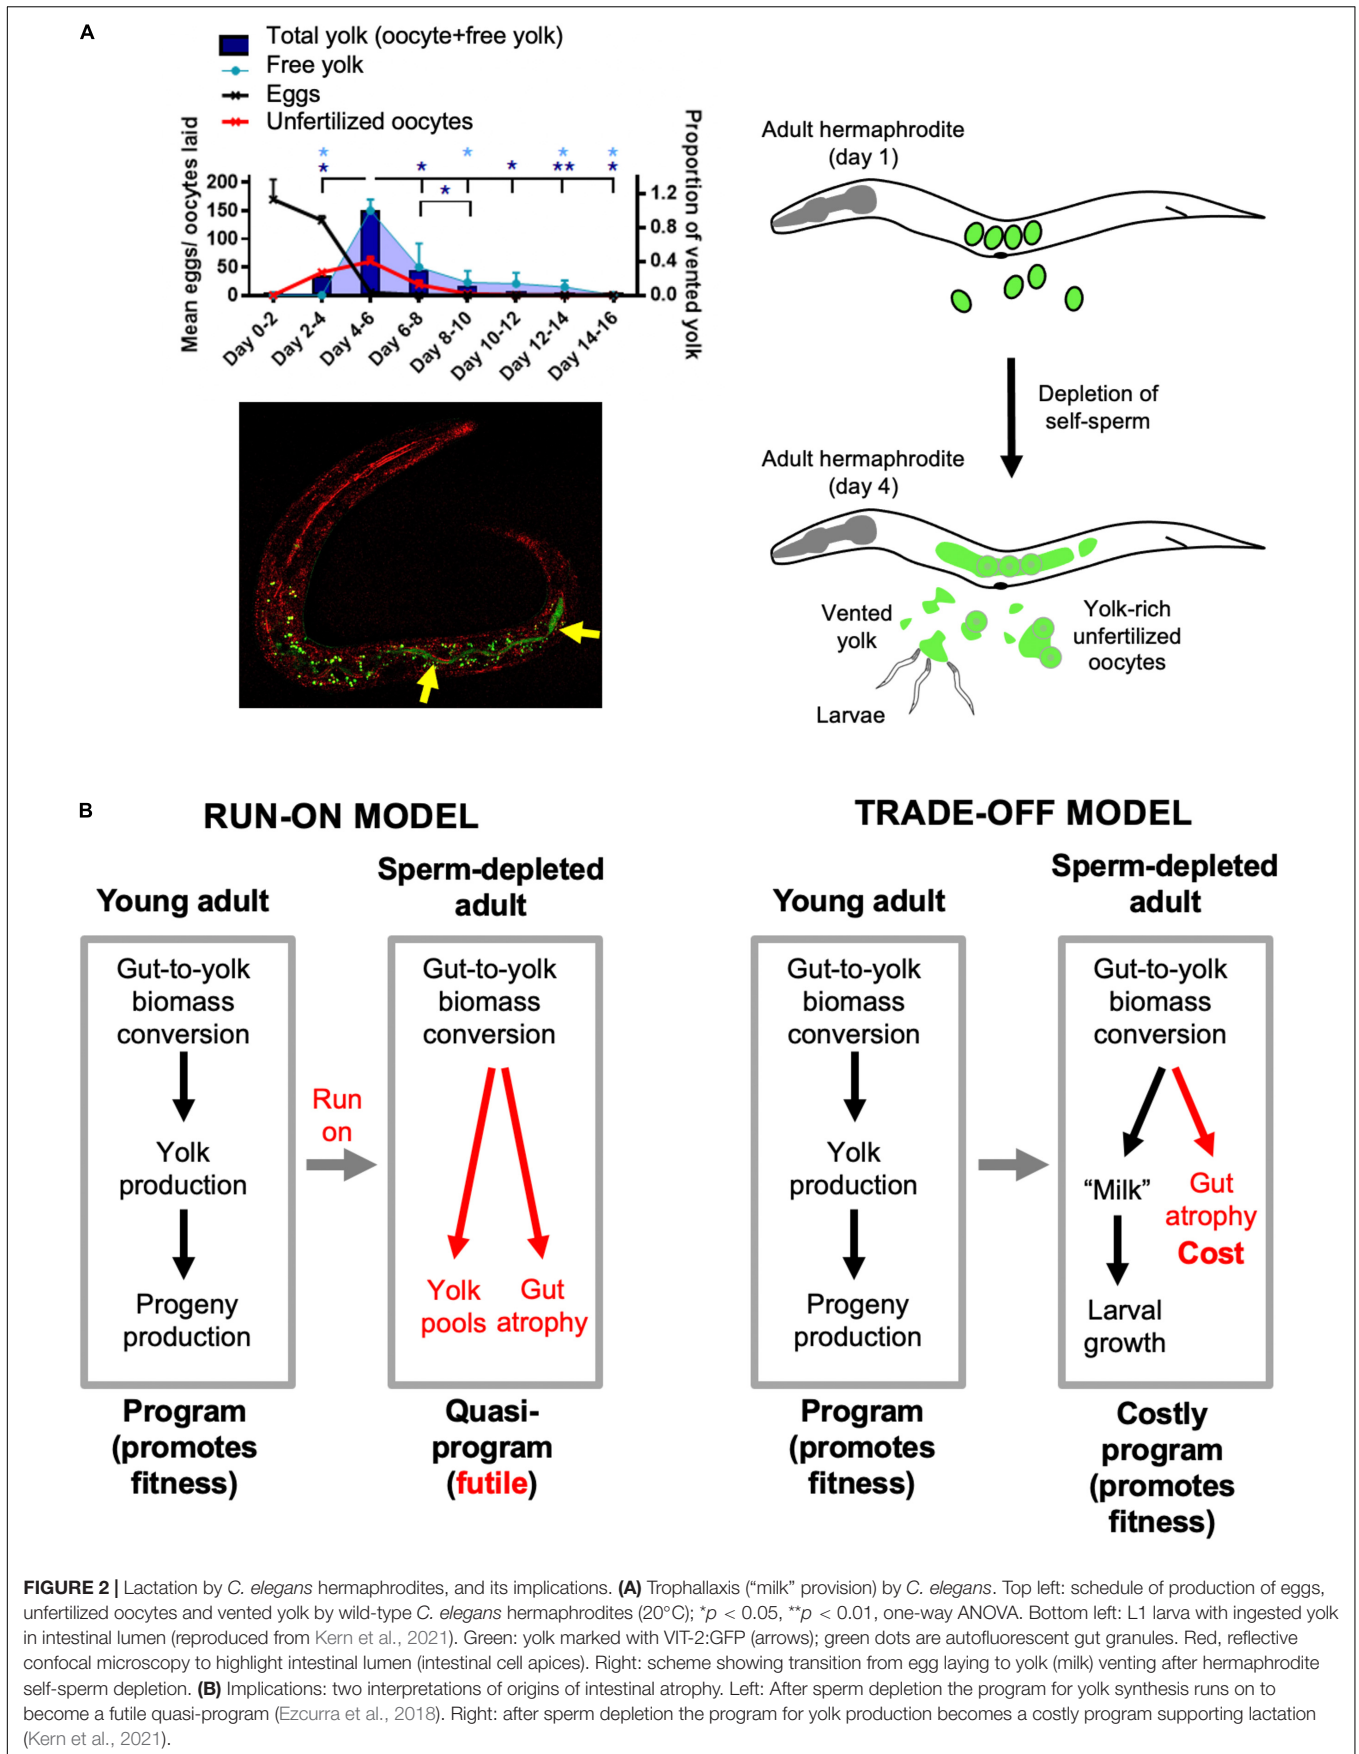 A
Total yolk (oocyte+free yolk)
Free yolk
Eggs
Unfertilized oocytes
Mean eggs/ oocytes laid
200
150
100
50
0
* * * * *
* * * ** *
*
1.2
0.8
0.4
0.0
Proportion of vented yolk
Day 0-2
Day 2-4
Day 4-6
Day 6-8
Day 8-10
Day 10-12
Day 12-14
Day 14-16
Adult hermaphrodite
(day 1)
Depletion of
self-sperm
Adult hermaphrodite
(day 4)
Vented
yolk
Yolk-rich
unfertilized
oocytes
Larvae
B
RUN-ON MODEL
Young adult
Gut-to-yolk
biomass
conversion
Yolk
production
Progeny
production
Program
(promotes
fitness)
Run
on
Sperm-depleted
adult
Gut-to-yolk
biomass
conversion
Yolk
pools
Gut
atrophy
Quasi-
program
(futile)
TRADE-OFF MODEL
Young adult
Gut-to-yolk
biomass
conversion
Yolk
production
Progeny
production
Program
(promotes
fitness)
Sperm-depleted
adult
Gut-to-yolk
biomass
conversion
“Milk”
Gut
atrophy
Cost
Larval
growth
Costly
program
(promotes
fitness)
FIGURE 2 | Lactation by C. elegans hermaphrodites, and its implications. (A) Trophallaxis (“milk” provision) by C. elegans. Top left: schedule of production of eggs,
unfertilized oocytes and vented yolk by wild-type C. elegans hermaphrodites (20°C); *p < 0.05, **p < 0.01, one-way ANOVA. Bottom left: L1 larva with ingested yolk
in intestinal lumen (reproduced from Kern et al., 2021). Green: yolk marked with VIT-2:GFP (arrows); green dots are autofluorescent gut granules. Red, reflective
confocal microscopy to highlight intestinal lumen (intestinal cell apices). Right: scheme showing transition from egg laying to yolk (milk) venting after hermaphrodite
self-sperm depletion. (B) Implications: two interpretations of origins of intestinal atrophy. Left: After sperm depletion the program for yolk synthesis runs on to
become a futile quasi-program (Ezcurra et al., 2018). Right: after sperm depletion the program for yolk production becomes a costly program supporting lactation
(Kern et al., 2021).